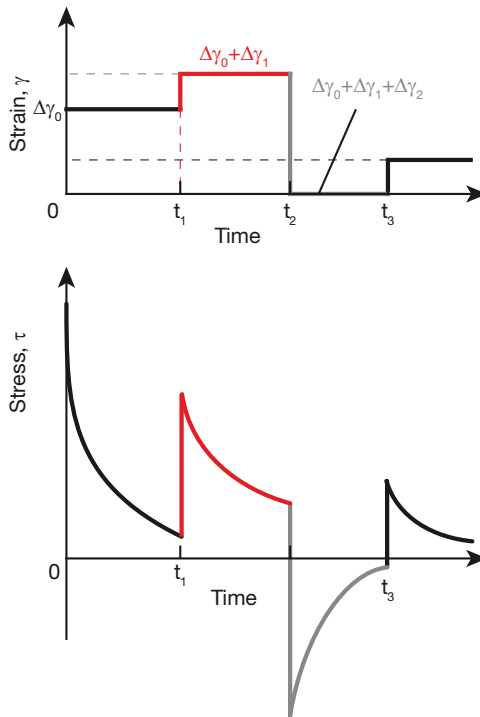 Strain, γ
Δγ₀+Δγ₁
Δγ₀+Δγ₁+Δγ₂
Δγ₀
0
t₁
t₂
t₃
Time
Stress, τ
0
t₁
t₃
Time